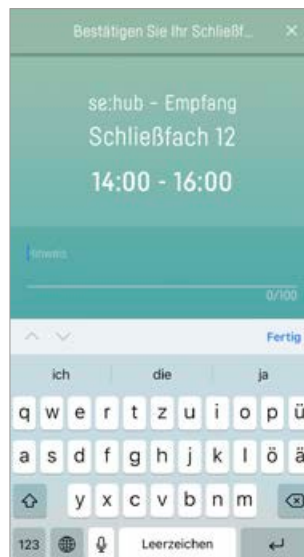 Bestätigen Sie Ihr Schließf...
se:hub - Empfang
Schließfach 12
14:00 - 16:00
Hinweis
0/100
Fertig
ich die ja
q w e r t z u i o p ü
a s d f g h j k l ö ä
y x c v b n m
123 Leerzeichen